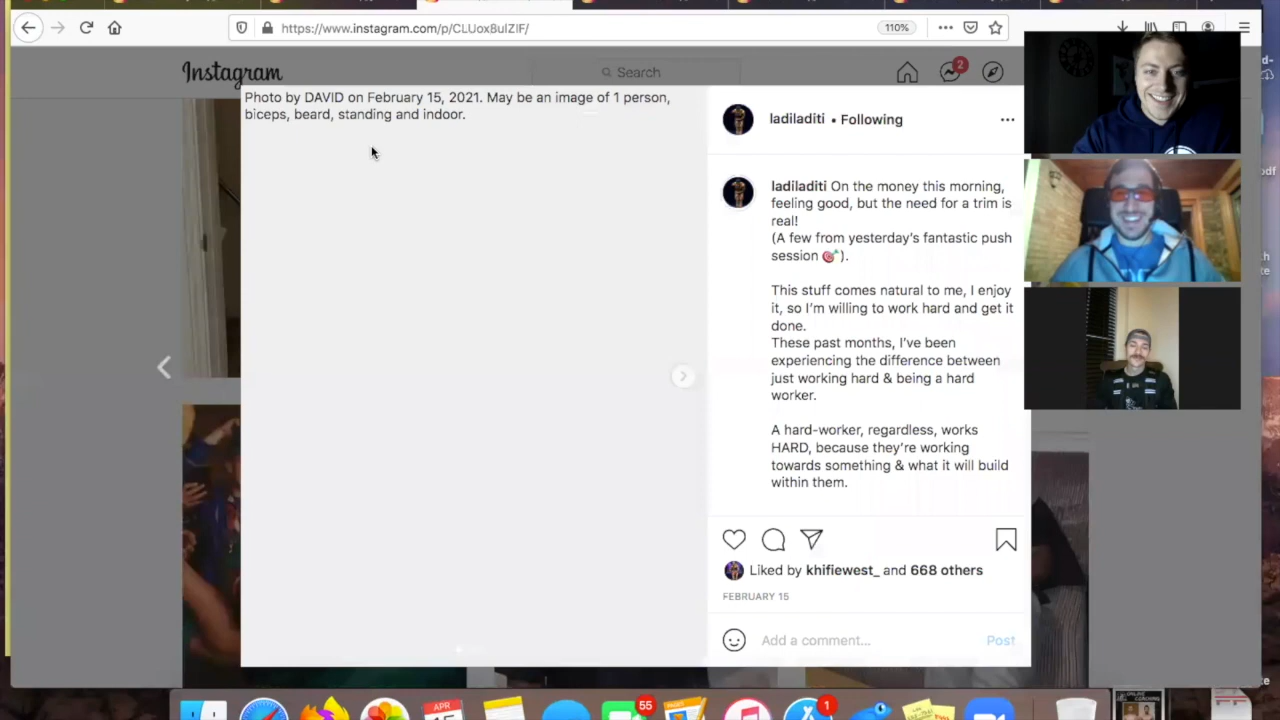 https://www.instagram.com/p/CLUox8ulZIF/
110%
Instagram
Search
2
Photo by DAVID on February 15, 2021. May be an image of 1 person,
biceps, beard, standing and indoor.
ladiladiti • Following
ladiladiti On the money this morning,
feeling good, but the need for a trim is
real!
(A few from yesterday's fantastic push
session 🎯).
This stuff comes natural to me, I enjoy
it, so I'm willing to work hard and get it
done.
These past months, I've been
experiencing the difference between
just working hard & being a hard
worker.
A hard-worker, regardless, works
HARD, because they're working
towards something & what it will build
within them.
Liked by khifiewest_ and 668 others
FEBRUARY 15
Add a comment...
Post
APR
55
PAGES
1